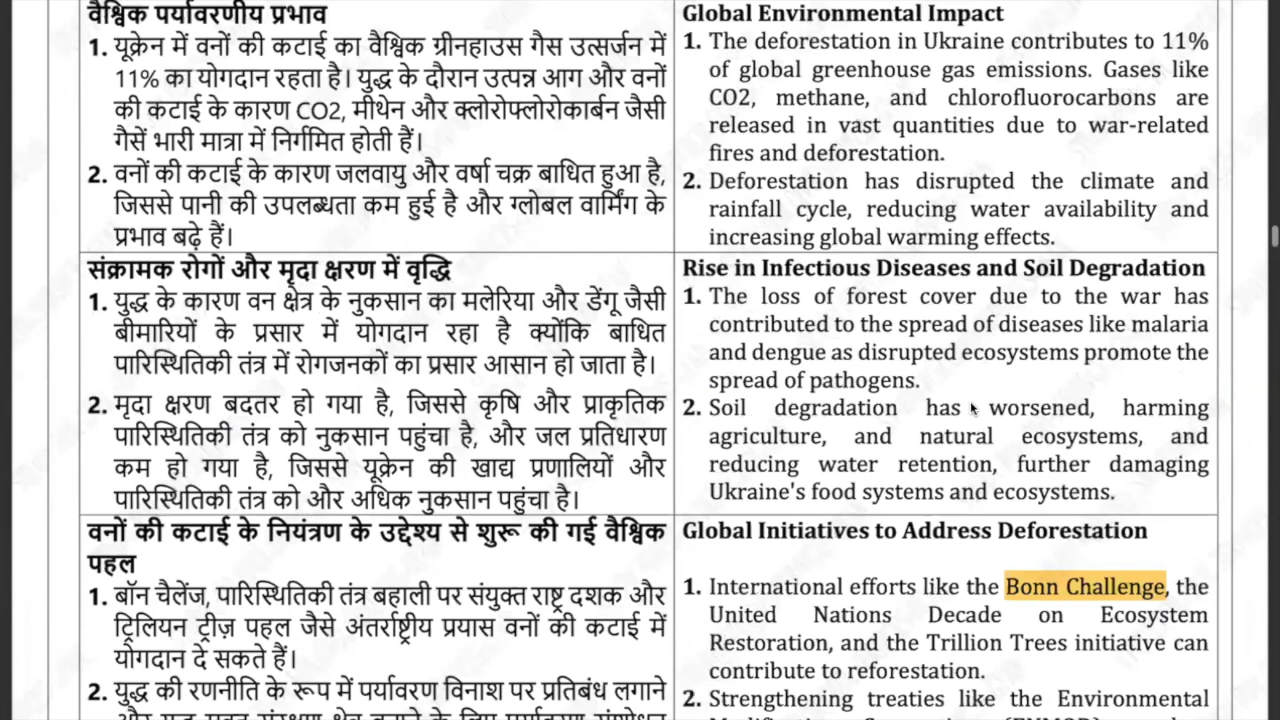 वैश्विक पर्यावरणीय प्रभाव
1. यूक्रेन में वनों की कटाई का वैश्विक ग्रीनहाउस गैस उत्सर्जन में
11% का योगदान रहता है। युद्ध के दौरान उत्पन्न आग और वनों
की कटाई के कारण CO2, मीथेन और क्लोरोफ्लोरोकार्बन जैसी
गैसें भारी मात्रा में निर्गमित होती हैं।
2. वनों की कटाई के कारण जलवायु और वर्षा चक्र बाधित हुआ है,
जिससे पानी की उपलब्धता कम हुई है और ग्लोबल वार्मिंग के
प्रभाव बढ़े हैं।
Global Environmental Impact
1. The deforestation in Ukraine contributes to 11%
of global greenhouse gas emissions. Gases like
CO2, methane, and chlorofluorocarbons are
released in vast quantities due to war-related
fires and deforestation.
2. Deforestation has disrupted the climate and
rainfall cycle, reducing water availability and
increasing global warming effects.
संक्रामक रोगों और मृदा क्षरण में वृद्धि
1. युद्ध के कारण वन क्षेत्र के नुकसान का मलेरिया और डेंगू जैसी
बीमारियों के प्रसार में योगदान रहा है क्योंकि बाधित
पारिस्थितिकी तंत्र में रोगजनकों का प्रसार आसान हो जाता है।
2. मृदा क्षरण बदतर हो गया है, जिससे कृषि और प्राकृतिक
पारिस्थितिकी तंत्र को नुकसान पहुंचा है, और जल प्रतिधारण
कम हो गया है, जिससे यूक्रेन की खाद्य प्रणालियों और
पारिस्थितिकी तंत्र को और अधिक नुकसान पहुंचा है।
Rise in Infectious Diseases and Soil Degradation
1. The loss of forest cover due to the war has
contributed to the spread of diseases like malaria
and dengue as disrupted ecosystems promote the
spread of pathogens.
2. Soil degradation has worsened, harming
agriculture, and natural ecosystems, and
reducing water retention, further damaging
Ukraine's food systems and ecosystems.
वनों की कटाई के नियंत्रण के उद्देश्य से शुरू की गई वैश्विक
पहल
1. बॉन चैलेंज, पारिस्थितिकी तंत्र बहाली पर संयुक्त राष्ट्र दशक और
ट्रिलियन ट्रीज़ पहल जैसे अंतर्राष्ट्रीय प्रयास वनों की कटाई में
योगदान दे सकते हैं।
2. युद्ध की रणनीति के रूप में पर्यावरण विनाश पर प्रतिबंध लगाने
Global Initiatives to Address Deforestation
1. International efforts like the Bonn Challenge, the
United Nations Decade on Ecosystem
Restoration, and the Trillion Trees initiative can
contribute to reforestation.
2. Strengthening treaties like the Environmental